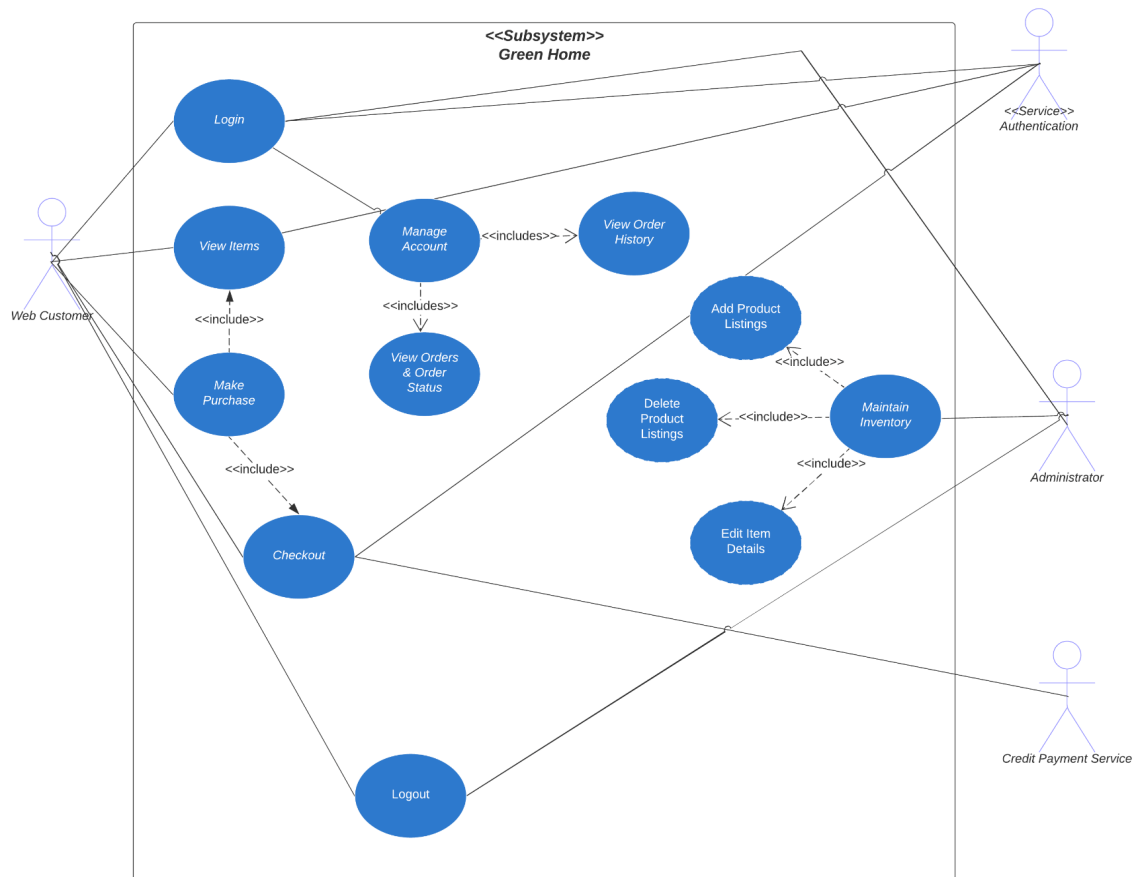 <<Subsystem>>
Green Home
<<Service>>
Authentication
Login
View Items
Manage
Account
<<includes>>
View Order
History
Web Customer
<<include>>
<<includes>>
Add Product
Listings
View Orders
& Order
Status
<<include>>
Make
Purchase
Delete
Product
Listings
<<include>>
Maintain
Inventory
<<include>>
<<include>>
Administrator
Checkout
Edit Item
Details
Credit Payment Service
Logout